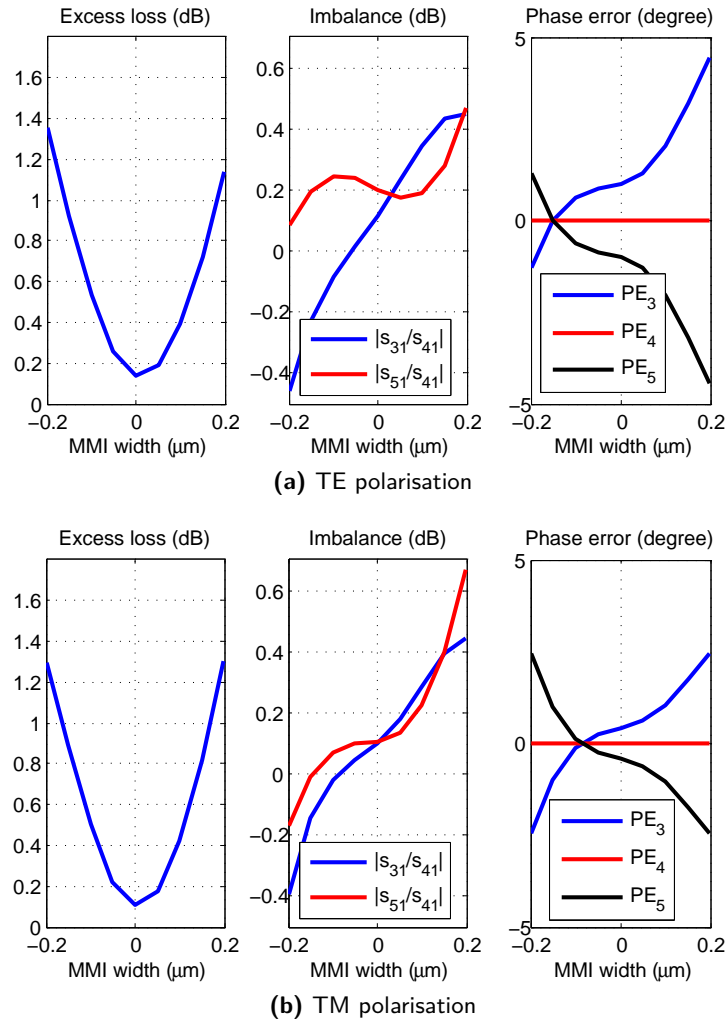 Excess loss (dB) Imbalance (dB) Phase error (degree)
1.6
1.4
1.2
1
0.8
0.6
0.4
0.2
0
−0.2 0 0.2
MMI width (µm)
0.6
0.4
0.2
0
−0.2
−0.4
|s31/s41|
|s51/s41|
−0.2 0 0.2
MMI width (µm)
5
0
−5
PE3
PE4
PE5
−0.2 0 0.2
MMI width (µm)
(a) TE polarisation
Excess loss (dB) Imbalance (dB) Phase error (degree)
1.6
1.4
1.2
1
0.8
0.6
0.4
0.2
0
−0.2 0 0.2
MMI width (µm)
0.6
0.4
0.2
0
−0.2
−0.4
|s31/s41|
|s51/s41|
−0.2 0 0.2
MMI width (µm)
5
0
−5
PE3
PE4
PE5
−0.2 0 0.2
MMI width (µm)
(b) TM polarisation